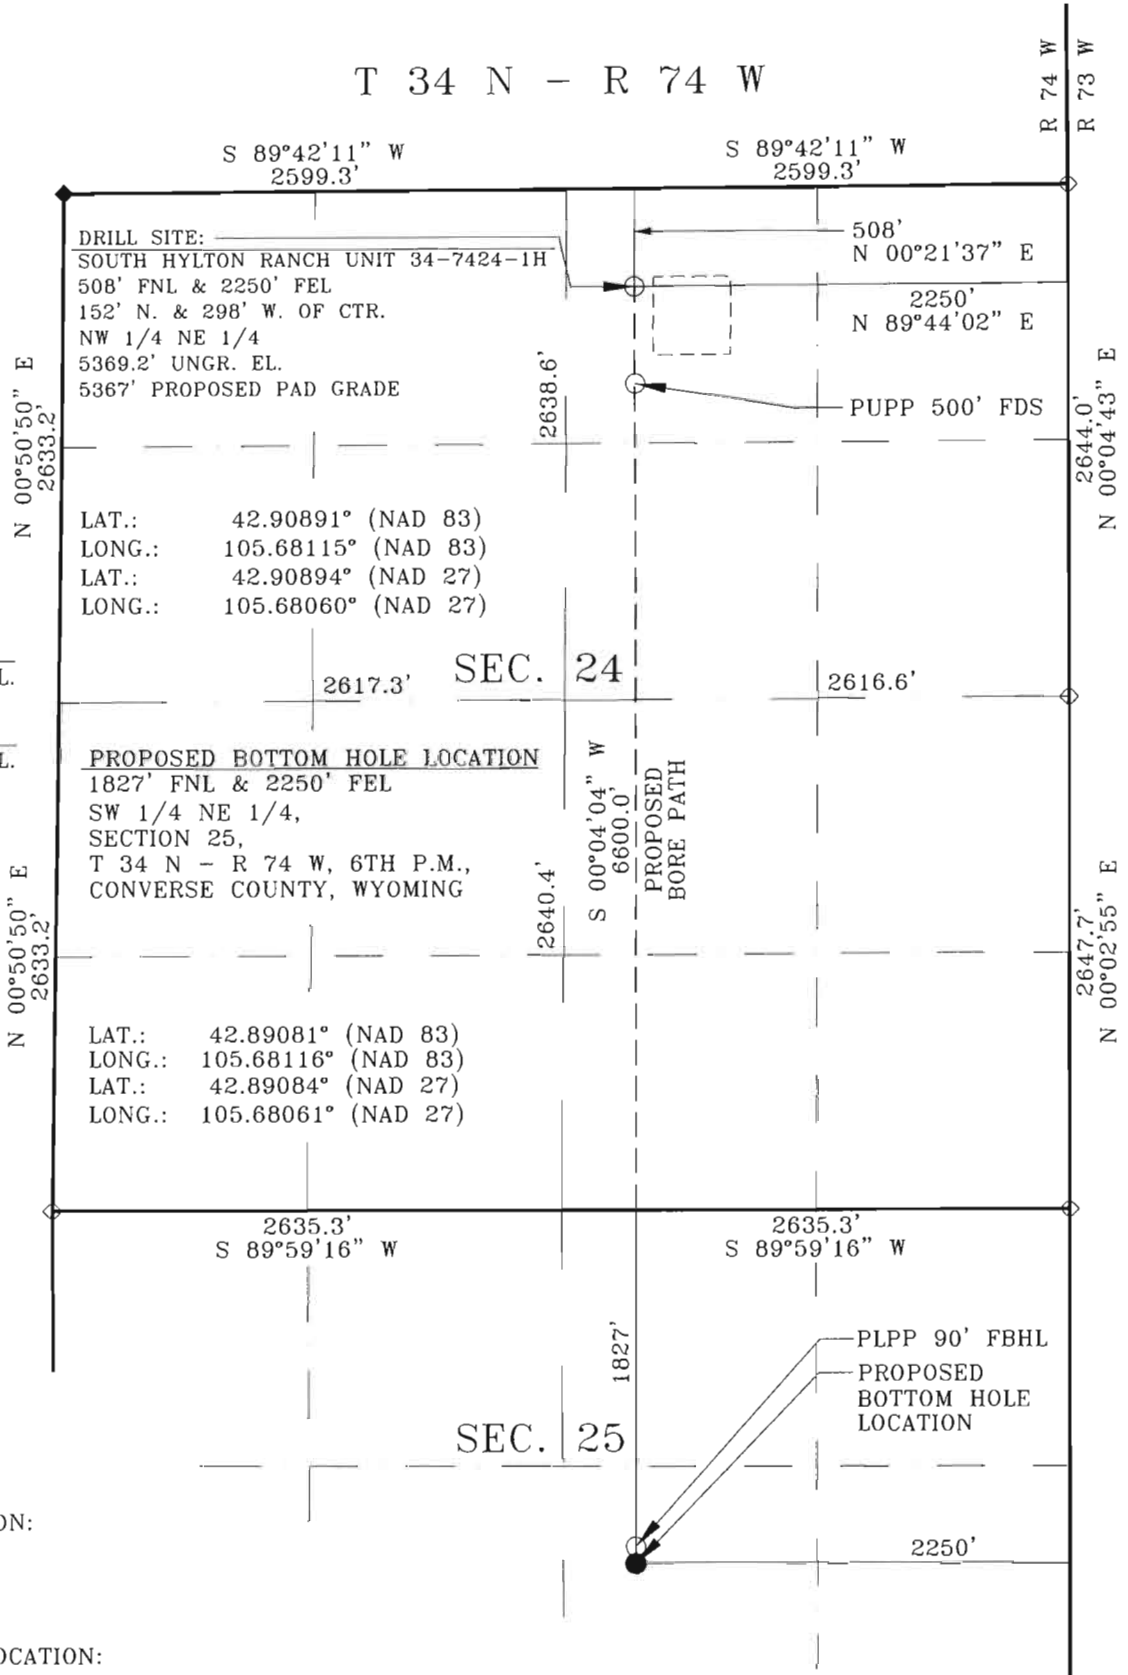 T 34 N - R 74 W
R 74 W
R 73 W
S 89°42'11" W
2599.3'
S 89°42'11" W
2599.3'
DRILL SITE:
SOUTH HYLTON RANCH UNIT 34-7424-1H
508' FNL & 2250' FEL
152' N. & 298' W. OF CTR.
NW 1/4 NE 1/4
5369.2' UNGR. EL.
5367' PROPOSED PAD GRADE
508'
N 00°21'37" E
2250'
N 89°44'02" E
PUPP 500' FDS
N 00°50'50" E
2633.2'
2638.6'
2644.0'
N 00°04'43" E
LAT.: 42.90891° (NAD 83)
LONG.: 105.68115° (NAD 83)
LAT.: 42.90894° (NAD 27)
LONG.: 105.68060° (NAD 27)
SEC. 24
L.
2617.3'
2616.6'
L.
PROPOSED BOTTOM HOLE LOCATION
1827' FNL & 2250' FEL
SW 1/4 NE 1/4,
SECTION 25,
T 34 N - R 74 W, 6TH P.M.,
CONVERSE COUNTY, WYOMING
S 00°04'04" W
6600.0'
PROPOSED
BORE PATH
N 00°50'50" E
2633.2'
2640.4'
2647.7'
N 00°02'55" E
LAT.: 42.89081° (NAD 83)
LONG.: 105.68116° (NAD 83)
LAT.: 42.89084° (NAD 27)
LONG.: 105.68061° (NAD 27)
2635.3'
S 89°59'16" W
2635.3'
S 89°59'16" W
1827'
PLPP 90' FBHL
PROPOSED
BOTTOM HOLE
LOCATION
SEC. 25
ON:
2250'
OCATION: